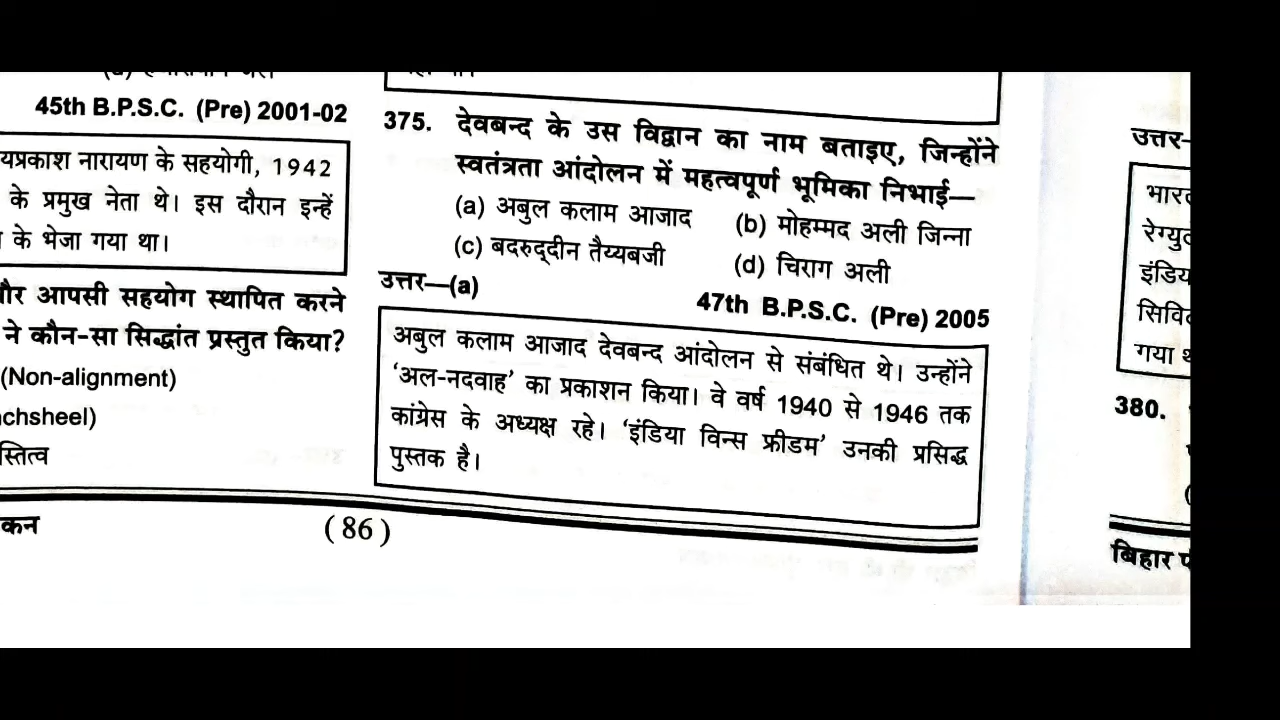 45th B.P.S.C. (Pre) 2001-02
यप्रकाश नारायण के सहयोगी, 1942
के प्रमुख नेता थे। इस दौरान इन्हें
के भेजा गया था।
और आपसी सहयोग स्थापित करने
ने कौन-सा सिद्धांत प्रस्तुत किया?
(Non-alignment)
achsheel)
स्तित्व
कन
(86)
375. देवबन्द के उस विद्वान का नाम बताइए, जिन्होंने
स्वतंत्रता आंदोलन में महत्वपूर्ण भूमिका निभाई—
(a) अबुल कलाम आजाद (b) मोहम्मद अली जिन्ना
(c) बदरुद्दीन तैय्यबजी (d) चिराग अली
उत्तर—(a)
47th B.P.S.C. (Pre) 2005
अबुल कलाम आजाद देवबन्द आंदोलन से संबंधित थे। उन्होंने
‘अल-नदवाह’ का प्रकाशन किया। वे वर्ष 1940 से 1946 तक
कांग्रेस के अध्यक्ष रहे। ‘इंडिया विन्स फ्रीडम’ उनकी प्रसिद्ध
पुस्तक है।
उत्तर-
भारत
रेग्युले
इंडिया
सिविल
गया थ
380.
बिहार प